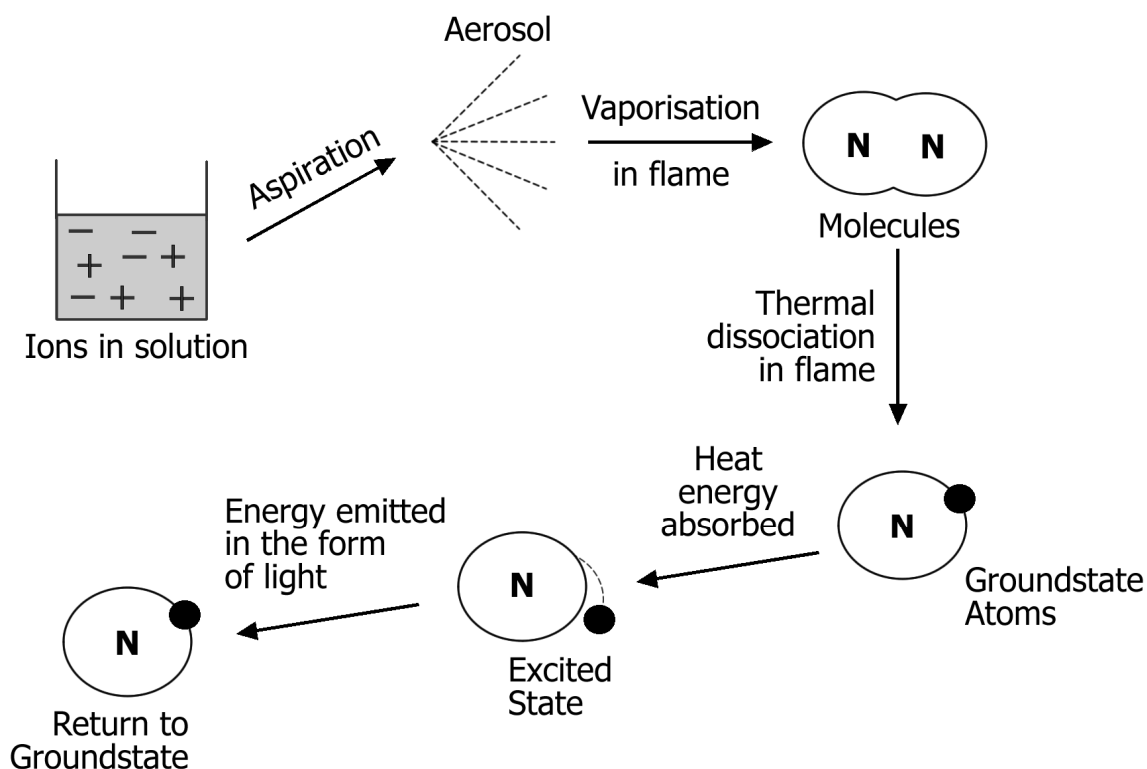 Aerosol
Aspiration
Vaporisation
in flame
N N
Molecules
− −
+ − +
− + +
Ions in solution
Thermal
dissociation
in flame
N
Groundstate
Atoms
Heat
energy
absorbed
N
Excited
State
Energy emitted
in the form
of light
N
Return to
Groundstate